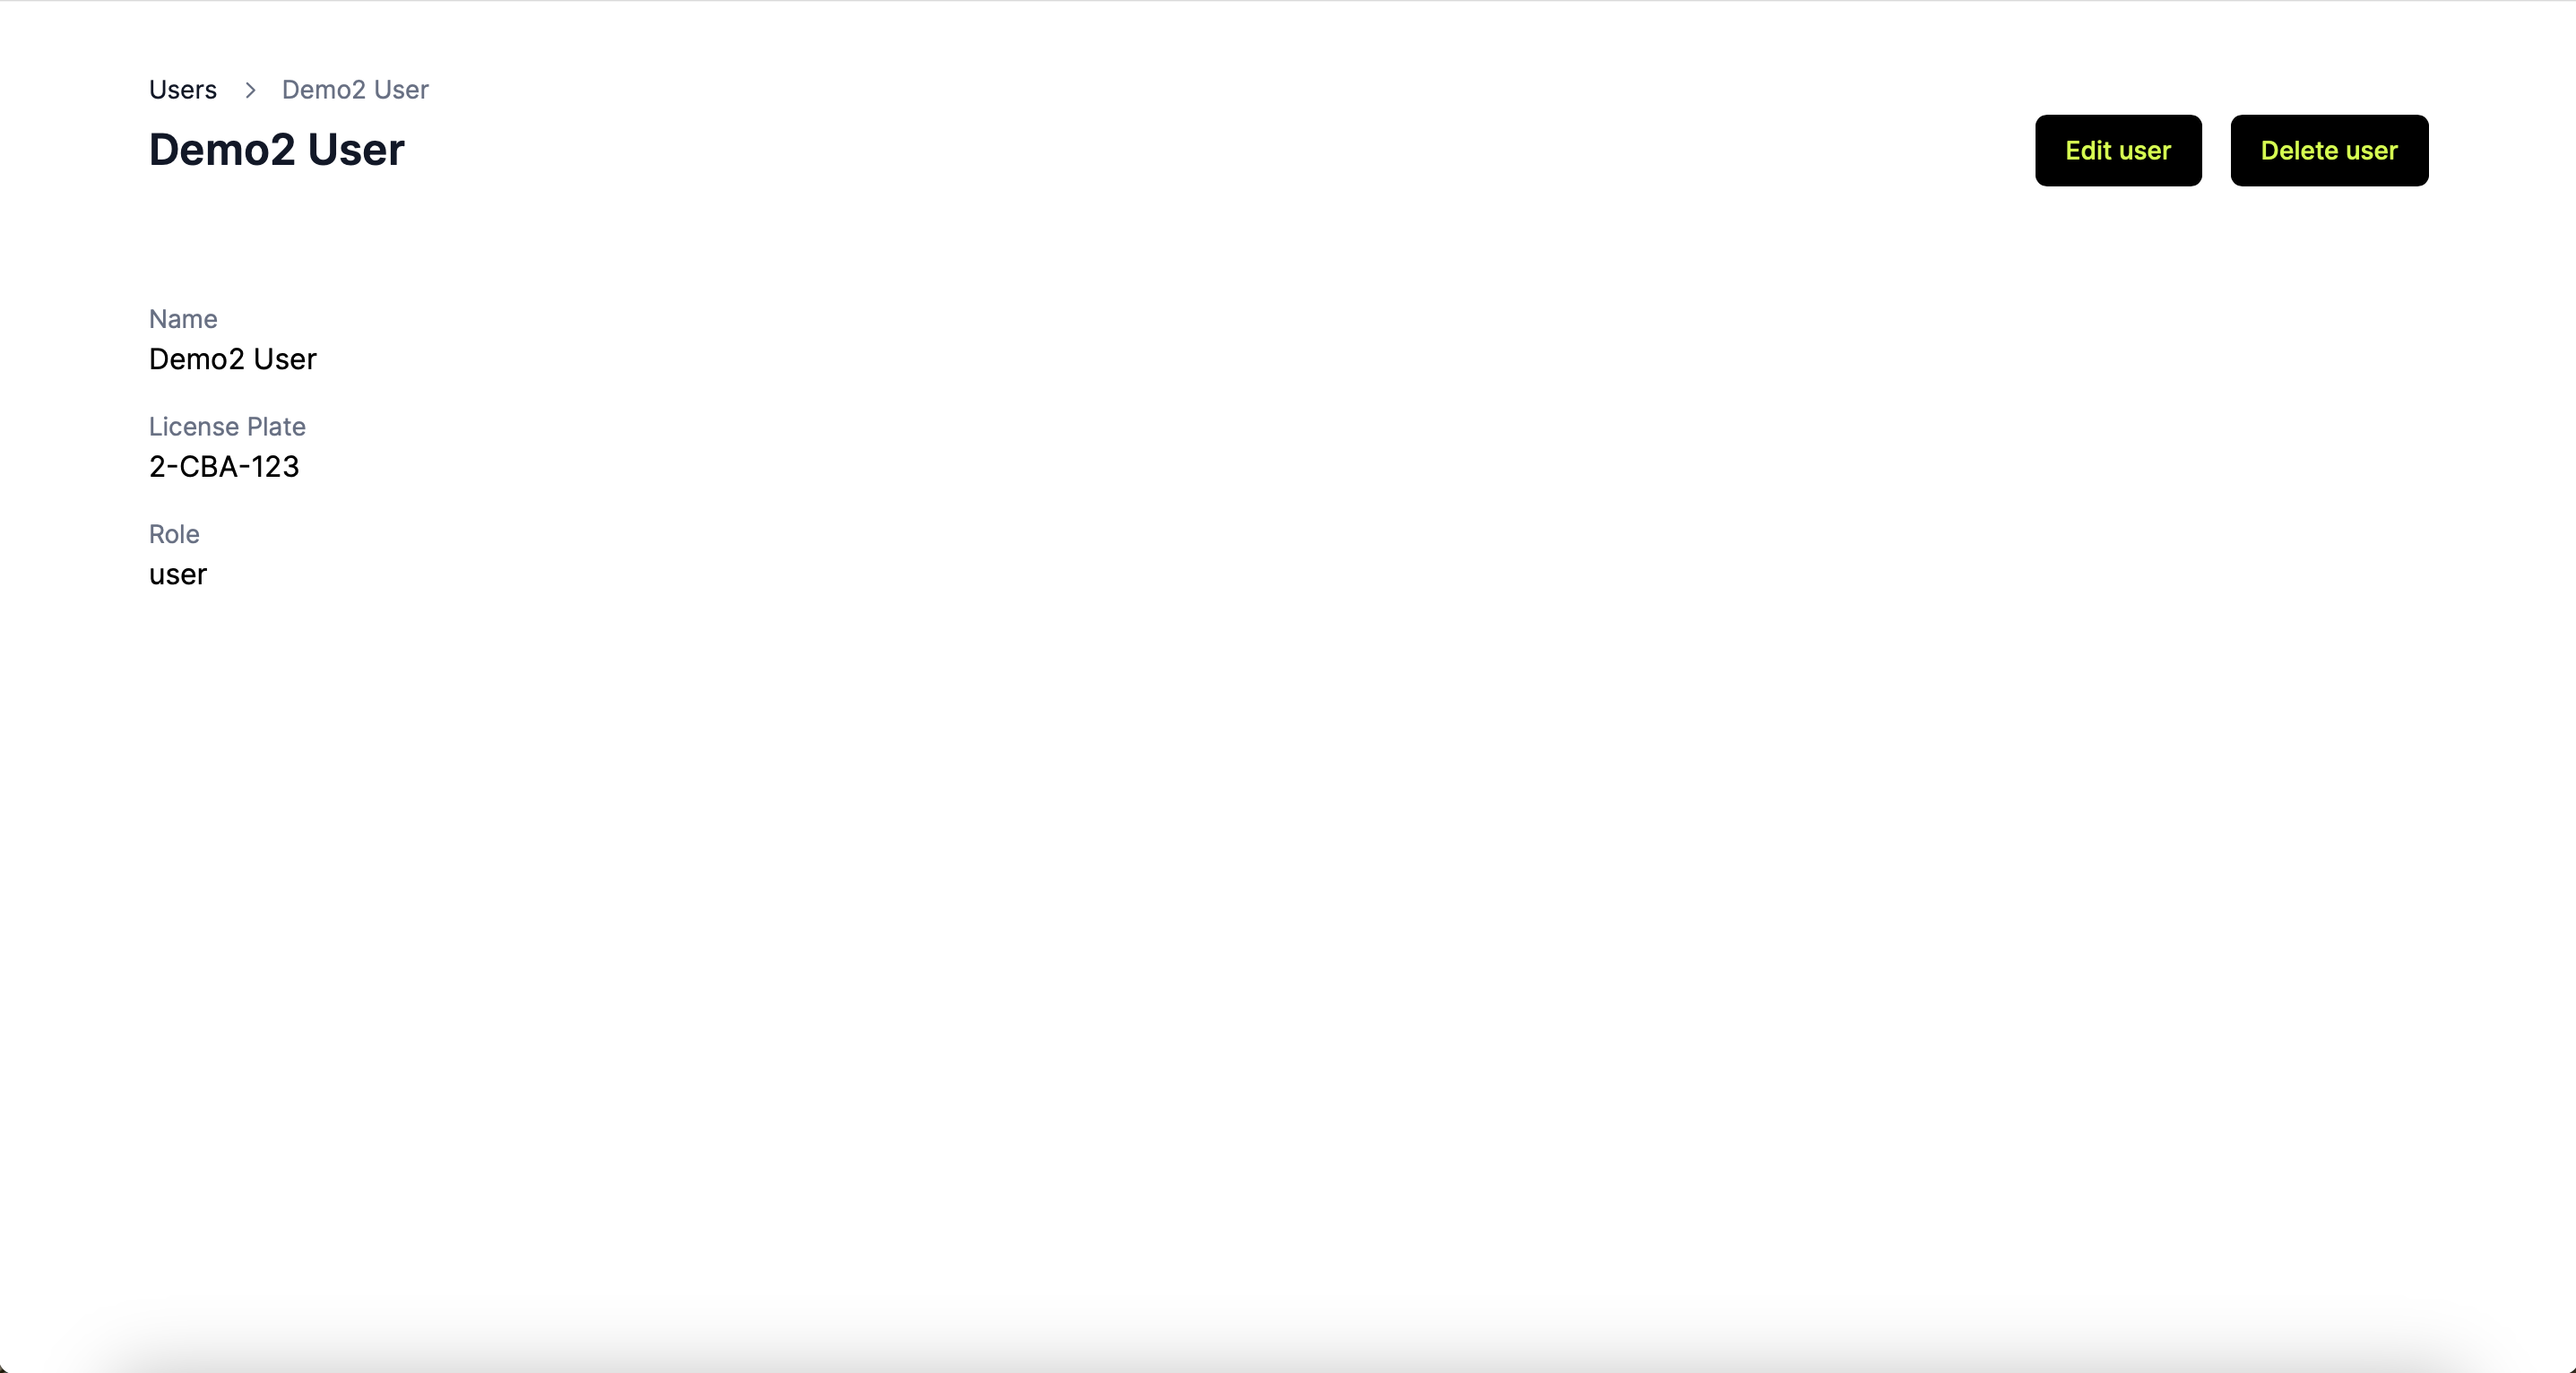 Users > Demo2 User
Demo2 User
Edit user
Delete user
Name
Demo2 User
License Plate
2-CBA-123
Role
user